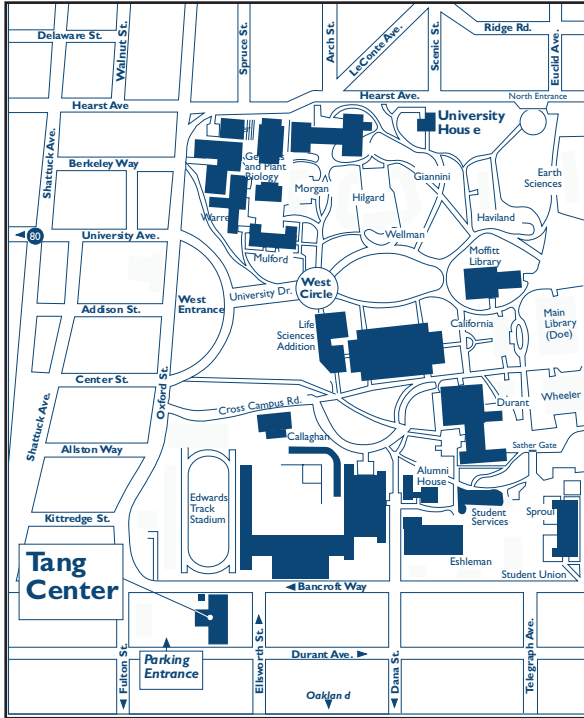 Delaware St.
Walnut St.
Spruce St.
Arch St.
LeConte Ave.
Scenic St.
Ridge Rd.
Euclid Ave.
Hearst Ave
Hearst Ave.
North Entrance
University
House
Shattuck Ave.
Berkeley Way
and Plant
Biology
Morgan
Hilgard
Giannini
Earth
Sciences
Haviland
Warre
80
University Ave.
Mulford
Wellman
Moffitt
Library
West
Entrance
University Dr.
West
Circle
Addison St.
Life
Sciences
Addition
California
Main
Library
(Doe)
Center St.
Oxford St.
Cross Campus Rd.
Durant
Wheeler
Shattuck Ave.
Allston Way
Callaghan
Sather Gate
Alumni
House
Edwards
Track
Stadium
Kittredge St.
Student
Services
Sproul
Eshleman
Student Union
Tang
Center
Bancroft Way
Parking
Entrance
Fulton St.
Ellsworth St.
Durant Ave.
Dana St.
Telegraph Ave.
Oakland